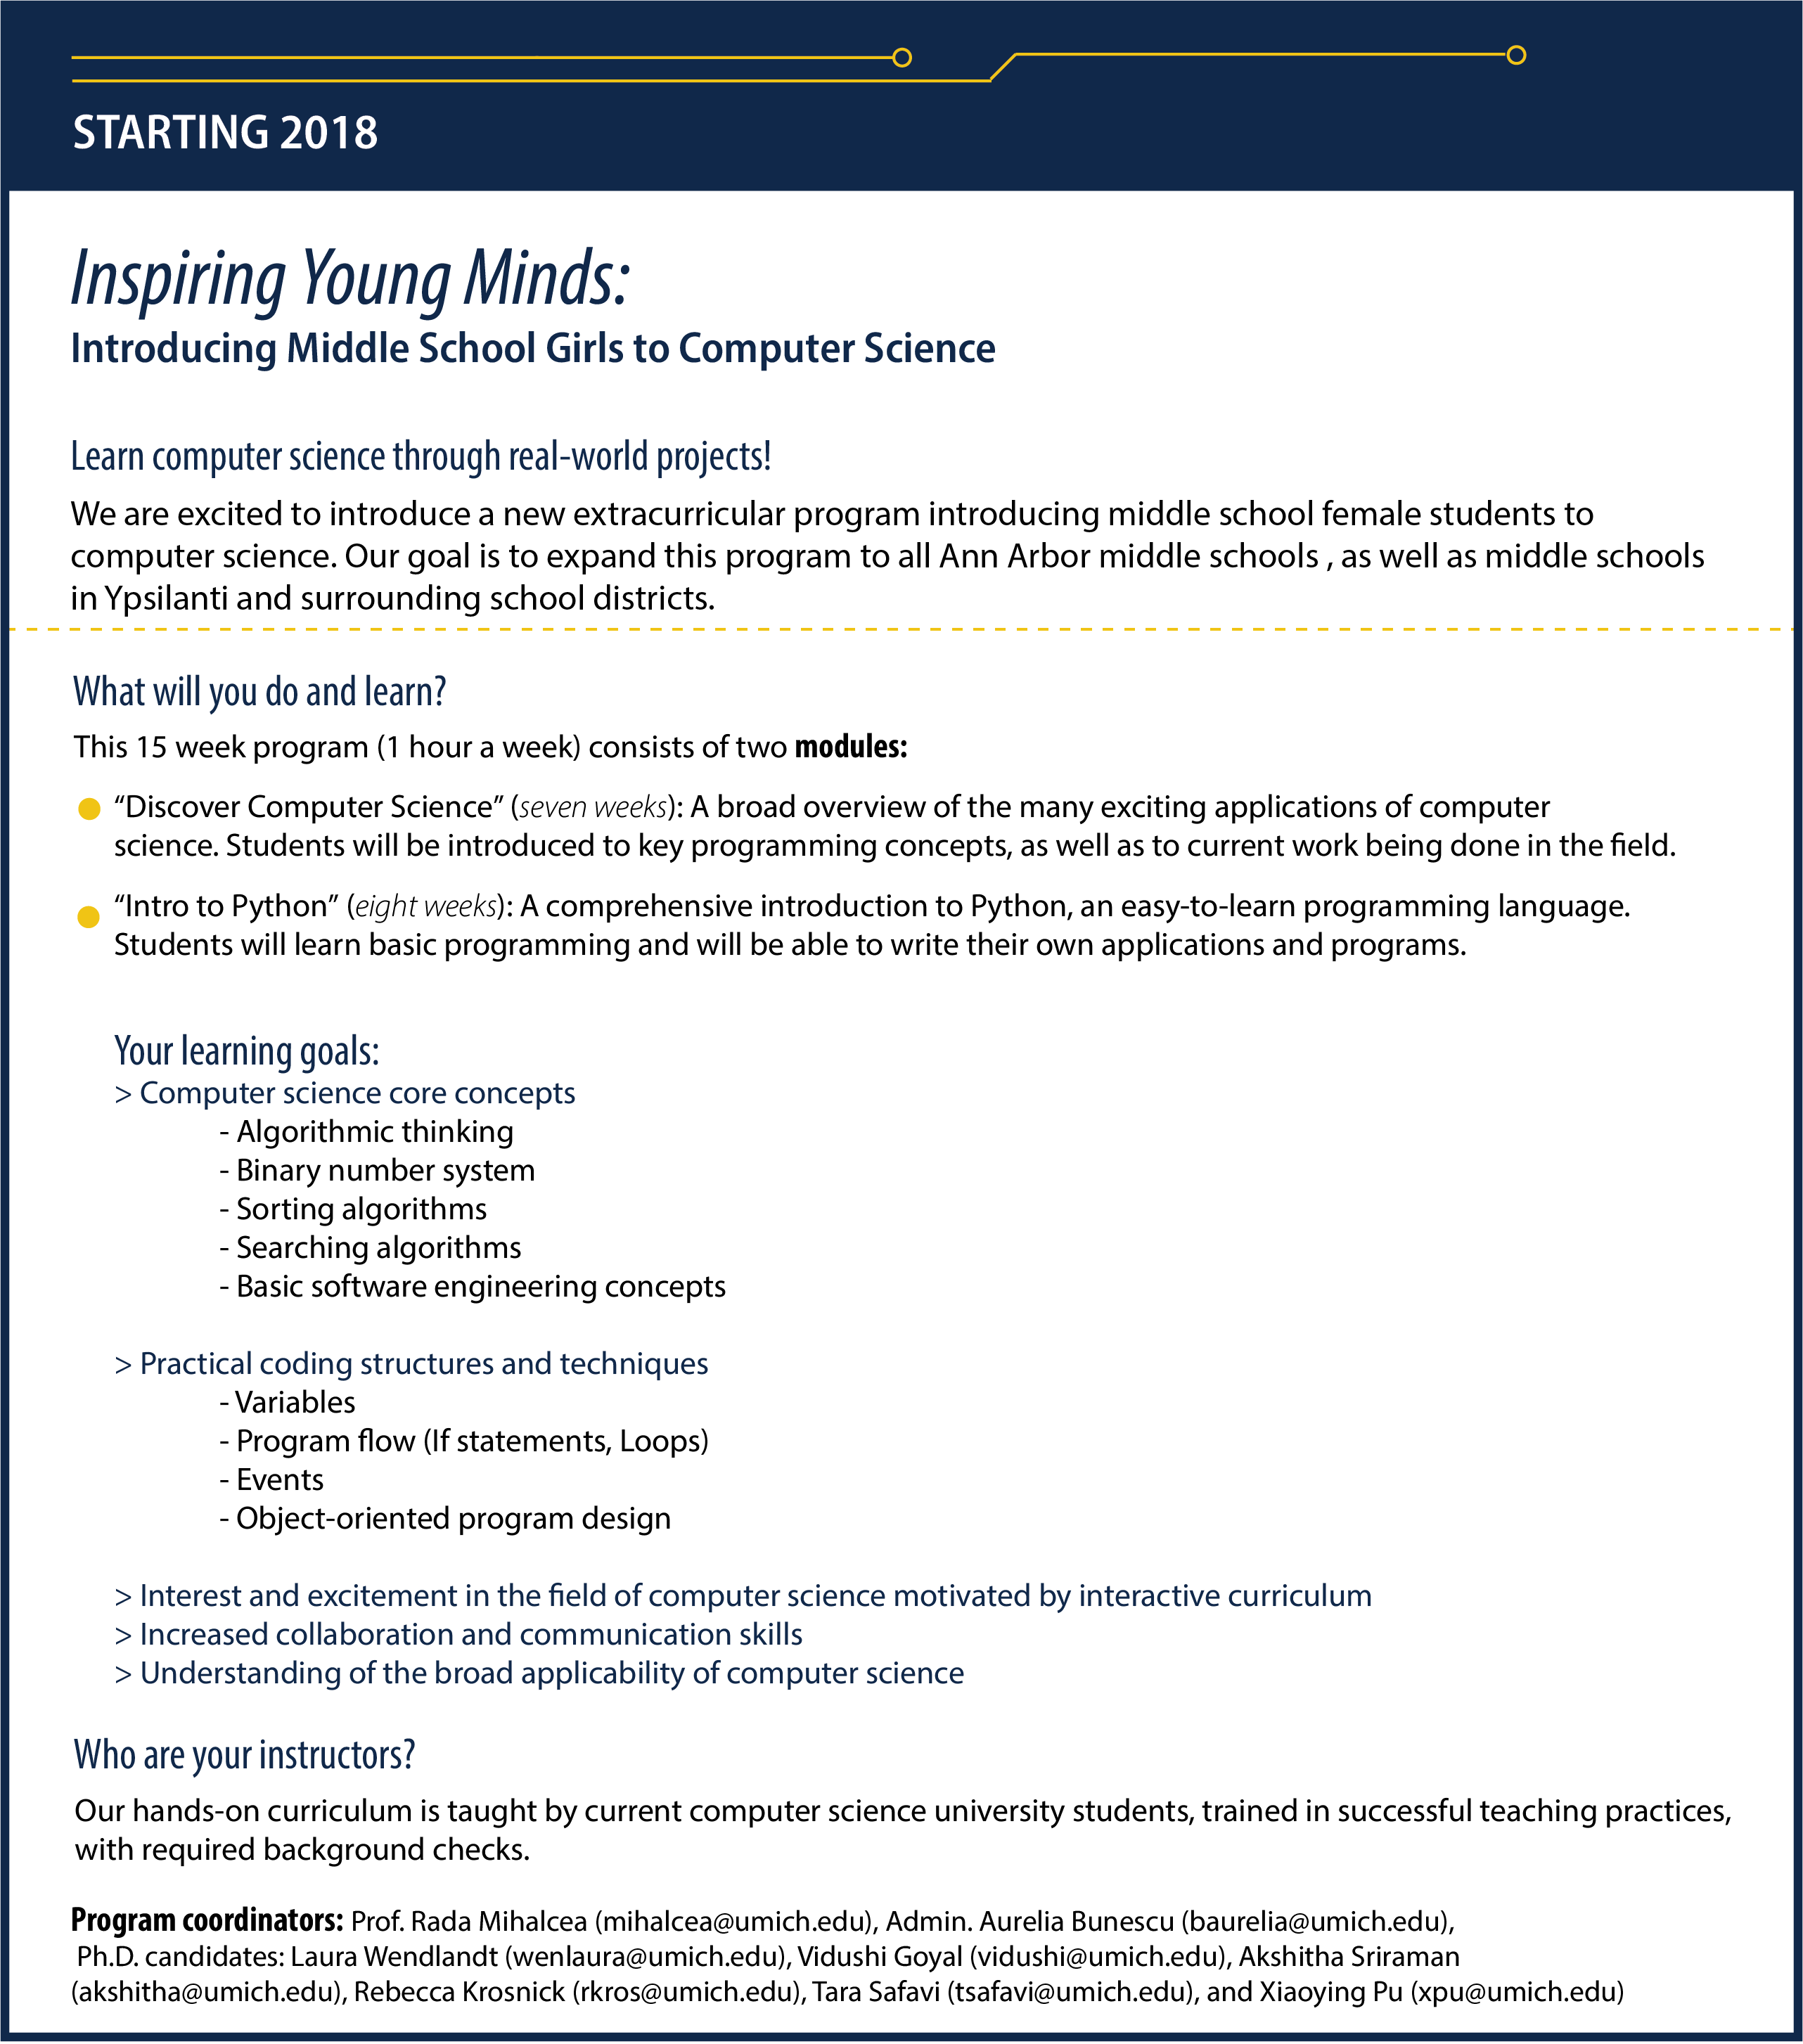 STARTING 2018
Inspiring Young Minds:
Introducing Middle School Girls to Computer Science
Learn computer science through real-world projects!
We are excited to introduce a new extracurricular program introducing middle school female students to
computer science. Our goal is to expand this program to all Ann Arbor middle schools , as well as middle schools
in Ypsilanti and surrounding school districts.
What will you do and learn?
This 15 week program (1 hour a week) consists of two modules:
“Discover Computer Science” (seven weeks): A broad overview of the many exciting applications of computer
science. Students will be introduced to key programming concepts, as well as to current work being done in the field.
“Intro to Python” (eight weeks): A comprehensive introduction to Python, an easy-to-learn programming language.
Students will learn basic programming and will be able to write their own applications and programs.
Your learning goals:
> Computer science core concepts
- Algorithmic thinking
- Binary number system
- Sorting algorithms
- Searching algorithms
- Basic software engineering concepts
> Practical coding structures and techniques
- Variables
- Program flow (If statements, Loops)
- Events
- Object-oriented program design
> Interest and excitement in the field of computer science motivated by interactive curriculum
> Increased collaboration and communication skills
> Understanding of the broad applicability of computer science
Who are your instructors?
Our hands-on curriculum is taught by current computer science university students, trained in successful teaching practices,
with required background checks.
Program coordinators: Prof. Rada Mihalcea (mihalcea@umich.edu), Admin. Aurelia Bunescu (baurelia@umich.edu),
Ph.D. candidates: Laura Wendlandt (wenlaura@umich.edu), Vidushi Goyal (vidushi@umich.edu), Akshitha Sriraman
(akshitha@umich.edu), Rebecca Krosnick (rkros@umich.edu), Tara Safavi (tsafavi@umich.edu), and Xiaoying Pu (xpu@umich.edu)